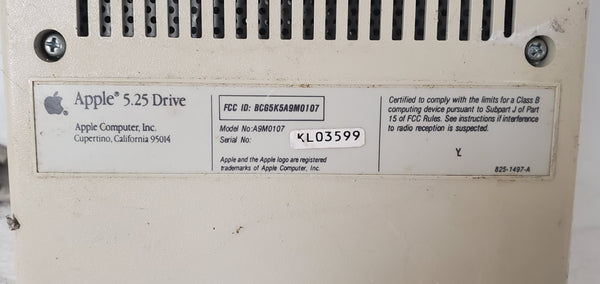 Apple® 5.25 Drive
Apple Computer, Inc.
Cupertino, California 95014
FCC ID: BCG5K5A9M0107
Model No:A9M0107
Serial No:
KL03599
Apple and the Apple logo are registered
trademarks of Apple Computer, Inc.
Certified to comply with the limits for a Class B
computing device pursuant to Subpart J of Part
15 of FCC Rules. See instructions if interference
to radio reception is suspected.
Y
825-1497-A